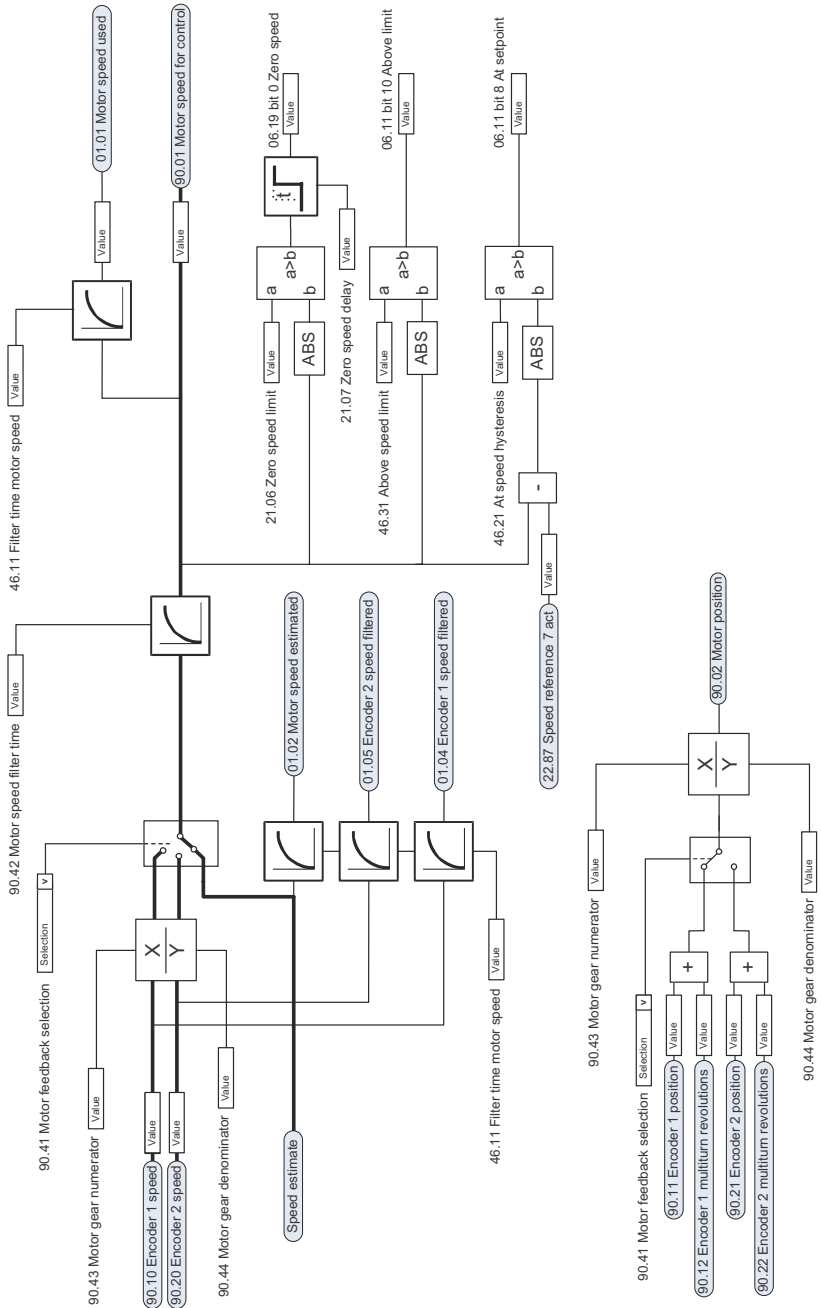 46.11 Filter time motor speed
Value
Value
01.01 Motor speed used
90.42 Motor speed filter time
Value
Value
90.01 Motor speed for control
90.41 Motor feedback selection
Selection
v
90.43 Motor gear numerator
Value
90.10 Encoder 1 speed
Value
90.20 Encoder 2 speed
Value
X
Y
90.44 Motor gear denominator
Value
Speed estimate
01.02 Motor speed estimated
01.05 Encoder 2 speed filtered
01.04 Encoder 1 speed filtered
46.11 Filter time motor speed
Value
21.06 Zero speed limit
Value
ABS
a
a>b
b
t
06.19 bit 0 Zero speed
Value
21.07 Zero speed delay
Value
46.31 Above speed limit
Value
ABS
a
a>b
b
06.11 bit 10 Above limit
Value
46.21 At speed hysteresis
Value
ABS
a
a>b
b
06.11 bit 8 At setpoint
Value
-
22.87 Speed reference 7 act
Value
90.43 Motor gear numerator
Value
90.41 Motor feedback selection
Selection
v
90.11 Encoder 1 position
Value
+
90.12 Encoder 1 multiturn revolutions
Value
90.21 Encoder 2 position
Value
+
90.22 Encoder 2 multiturn revolutions
Value
X
Y
90.02 Motor position
90.44 Motor gear denominator
Value